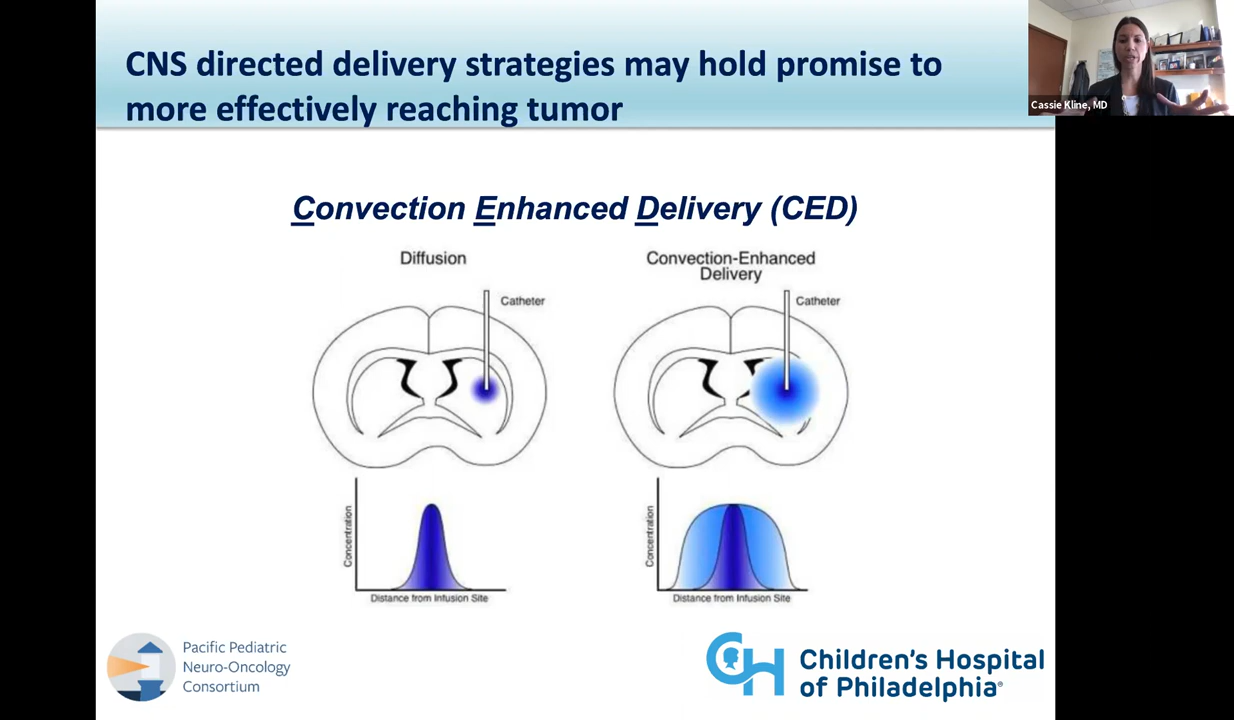 CNS directed delivery strategies may hold promise to
more effectively reaching tumor
Cassie Kline, MD
Convection Enhanced Delivery (CED)
Diffusion
Catheter
Concentration
Distance from Infusion Site
Convection-Enhanced
Delivery
Catheter
Concentration
Distance from Infusion Site
Pacific Pediatric
Neuro-Oncology
Consortium
CH
Children's Hospital
of Philadelphia®